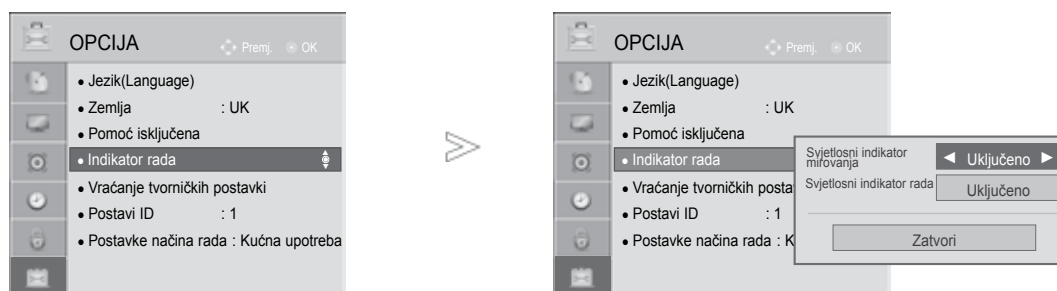 OPCIJA Premj. OK
• Jezik(Language)
• Zemlja : UK
• Pomoć isključena
• Indikator rada
• Vraćanje tvorničkih postavki
• Postavi ID : 1
• Postavke načina rada : Kućna upotreba
OPCIJA Premj. OK
• Jezik(Language)
• Zemlja : UK
• Pomoć isključena
• Indikator rada
• Vraćanje tvorničkih posta
• Postavi ID : 1
• Postavke načina rada : K
Svjetlosni indikator
mirovanja
◄ Uključeno ►
Svjetlosni indikator rada
Uključeno
Zatvori